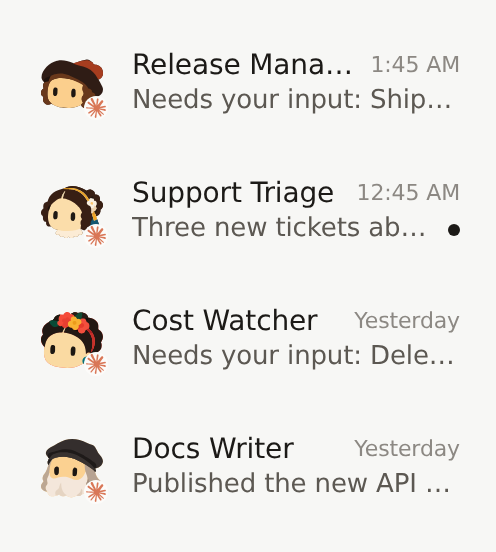 Release Mana… 1:45 AM
Needs your input: Ship…
Support Triage 12:45 AM
Three new tickets ab…
Cost Watcher Yesterday
Needs your input: Dele…
Docs Writer Yesterday
Published the new API …